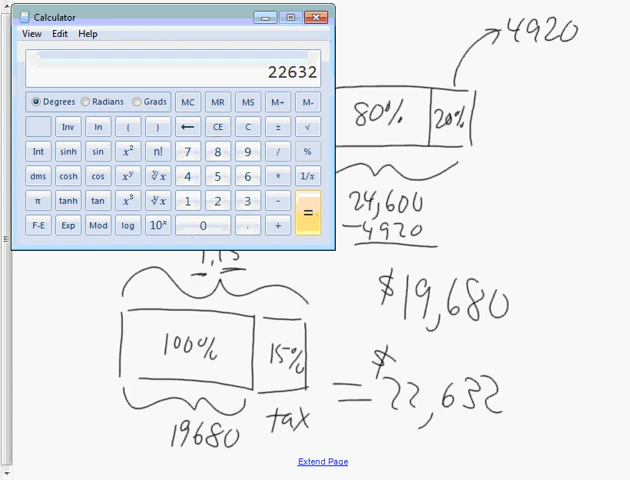 Calculator
View Edit Help
22632
Degrees Radians Grads MC MR MS M+ M-
Inv ln ( ) ← CE C ± √
Int sinh sin x² n! 7 8 9 / %
dms cosh cos xʸ ʸ√x 4 5 6 * 1/x
π tanh tan x³ ³√x 1 2 3 - =
F-E Exp Mod log 10ˣ 0 . +
4920
80% 20%
24,600
-4920
$19,680
1.15
100% 15%
= $22,632
19680 tax
Extend Page